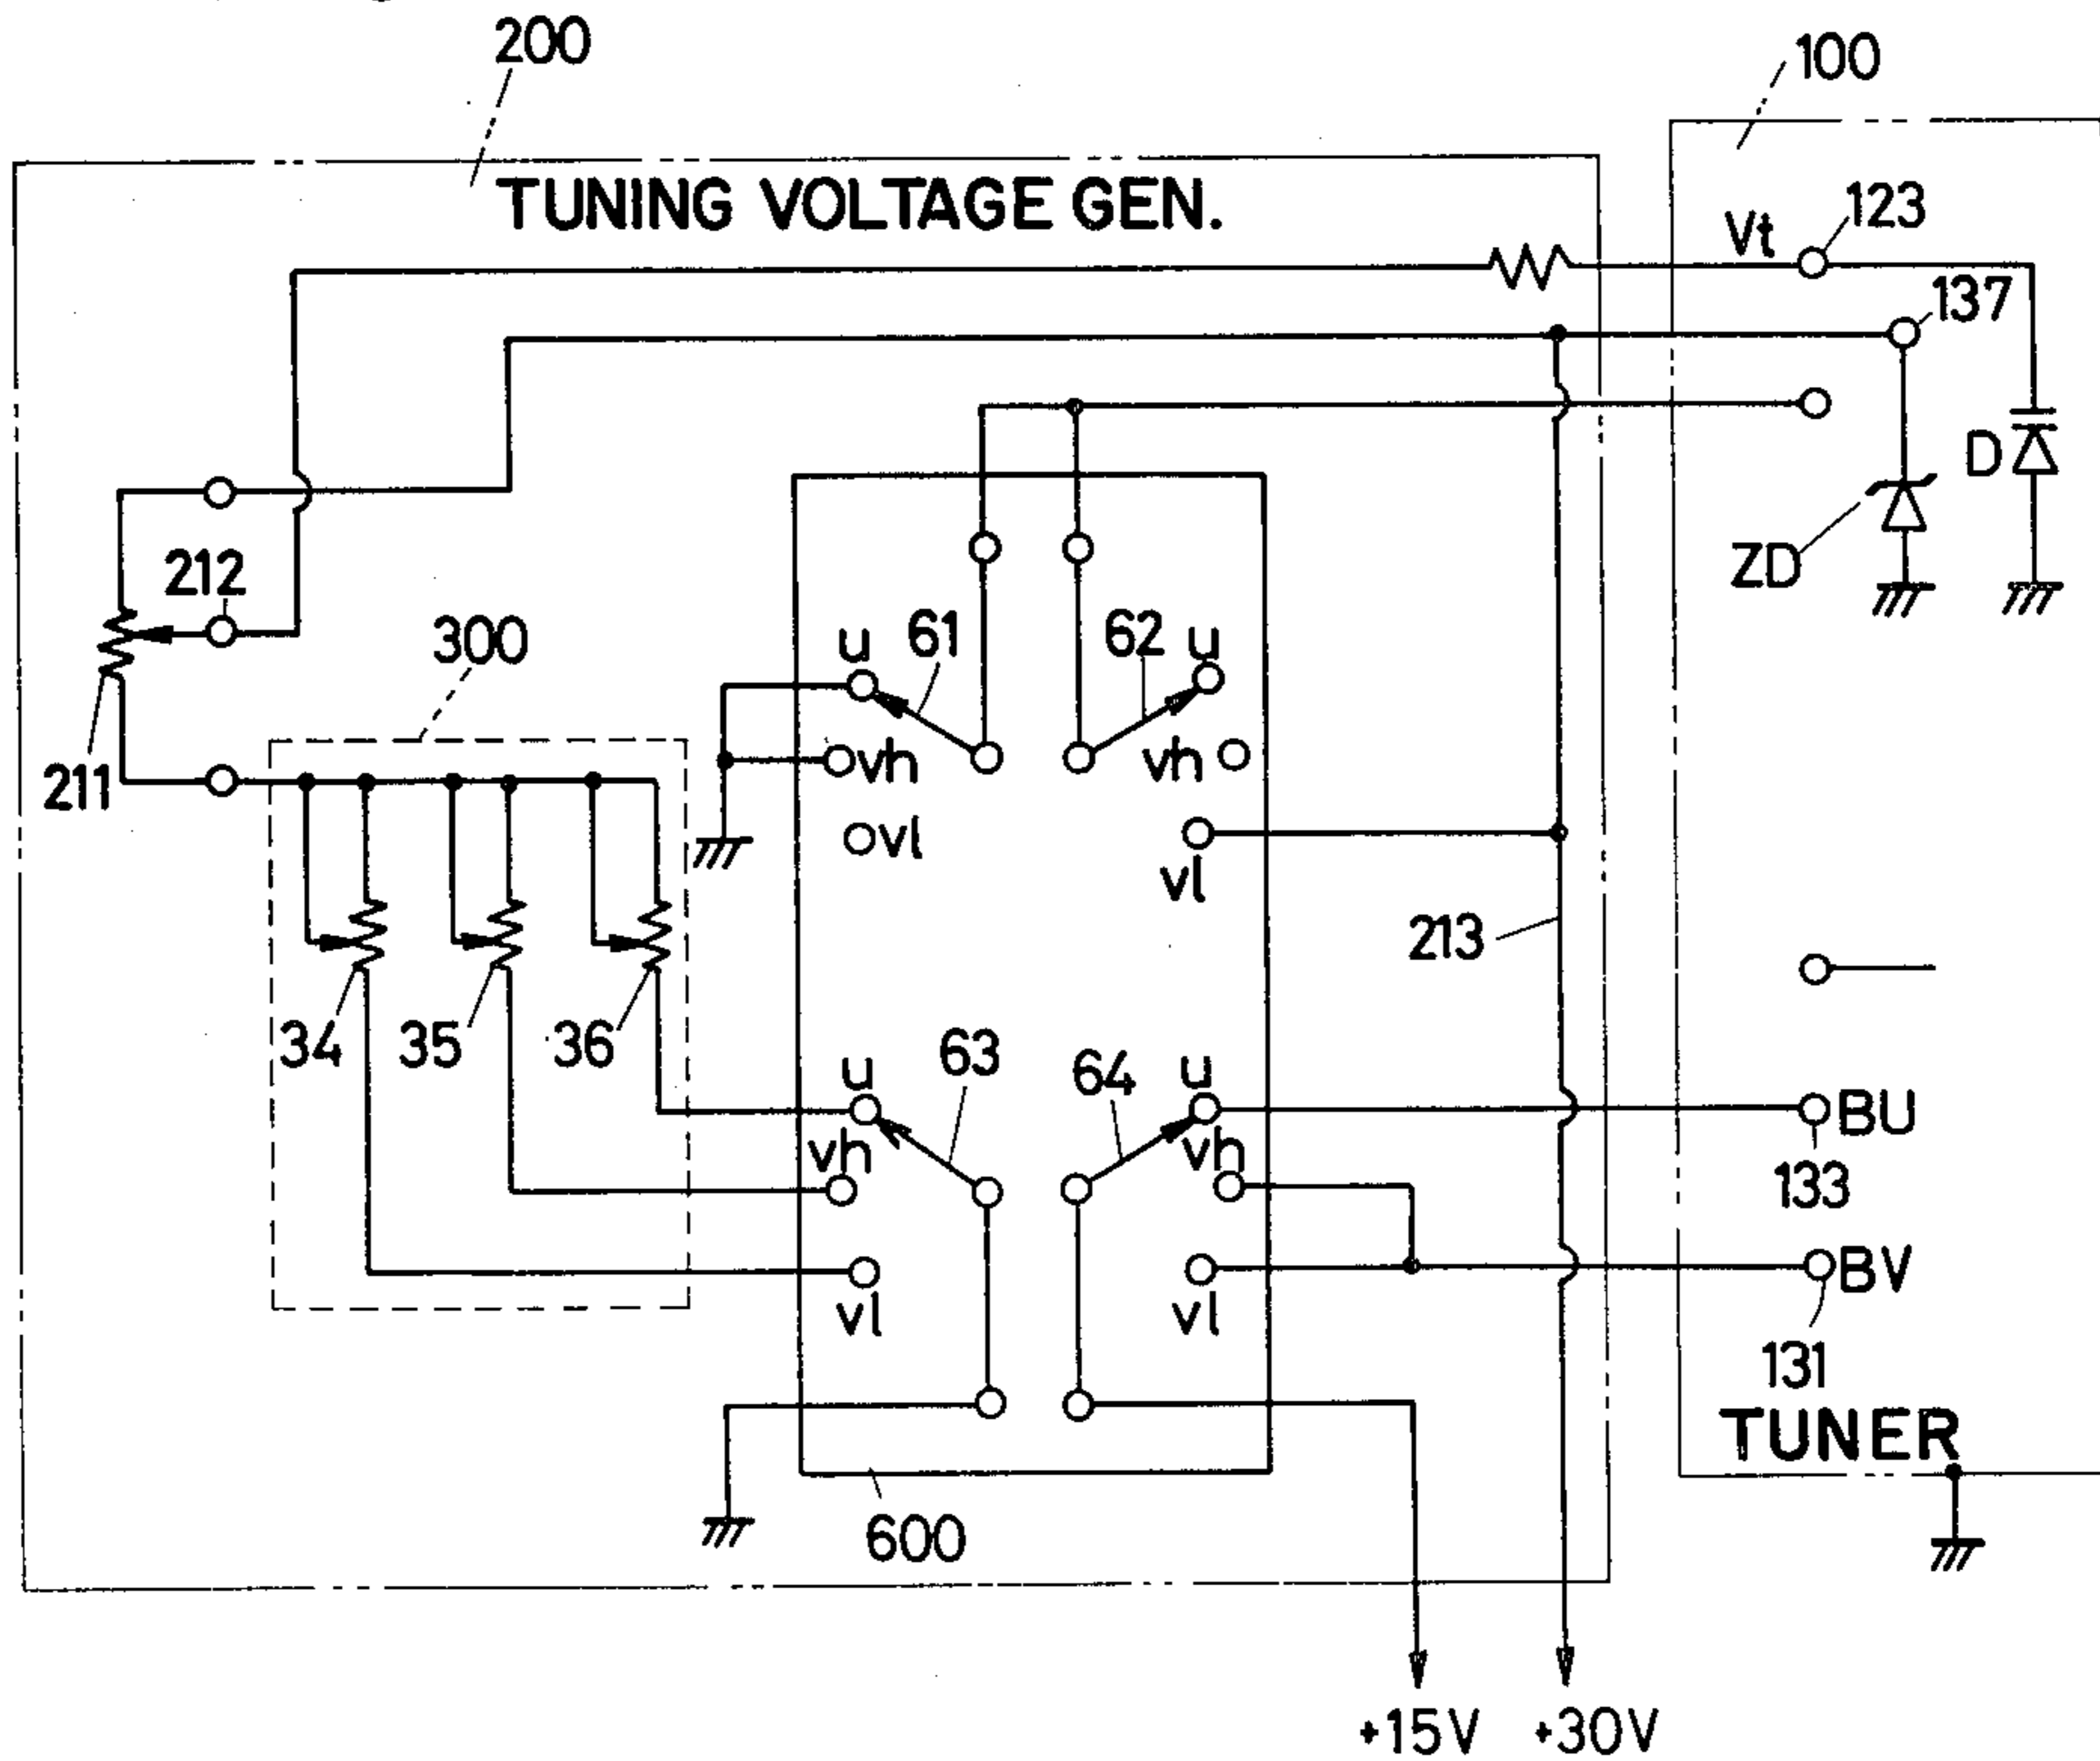 200
100
TUNING VOLTAGE GEN.
Vt
123
137
D
ZD
212
300
u
61
62
u
211
vh
vh
vl
vl
213
34
35
36
u
63
64
u
vh
vh
BU
133
vl
vl
BV
131
TUNER
600
+15V
+30V